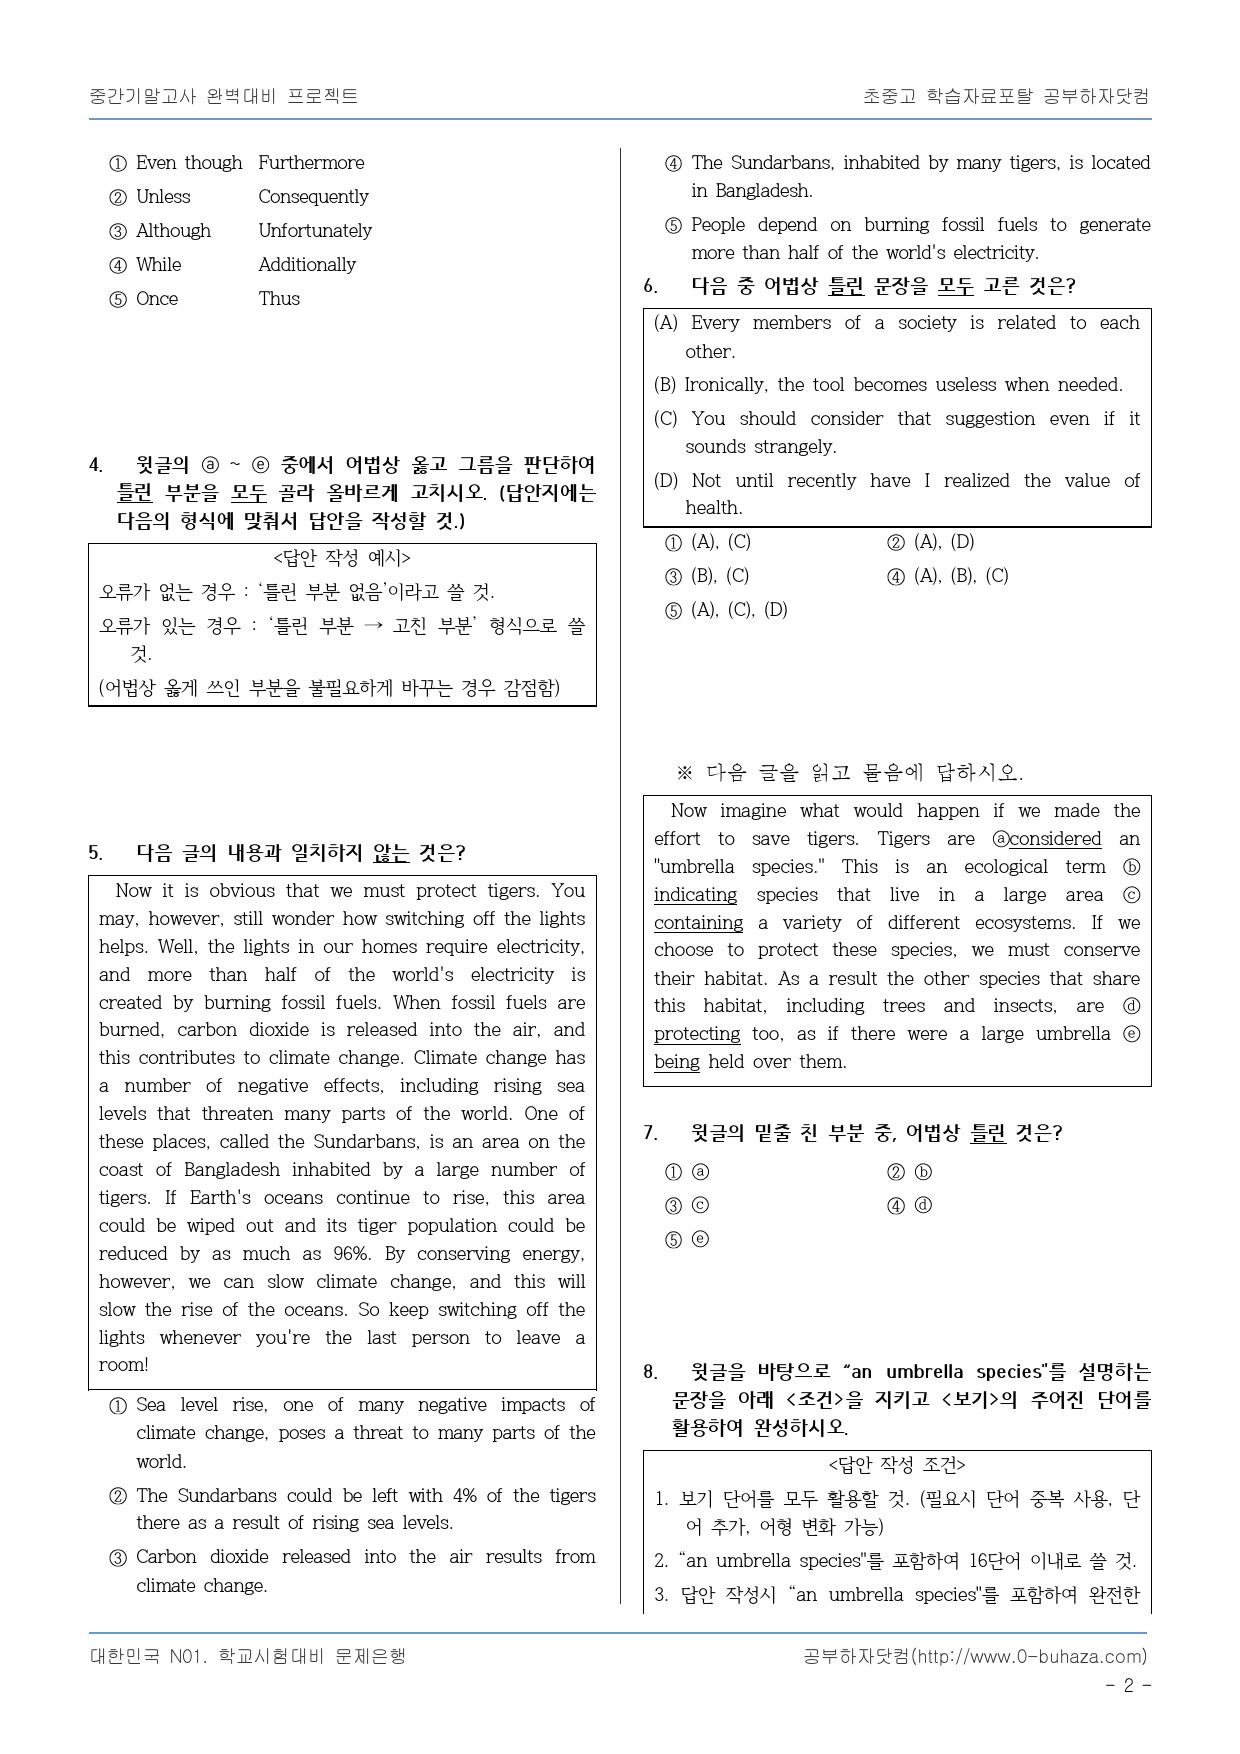 중간기말고사 완벽대비 프로젝트
초중고 학습자료포탈 공부하자닷컴
① Even though Furthermore
② Unless Consequently
③ Although Unfortunately
④ While Additionally
⑤ Once Thus
4. 윗글의 ⓐ ~ ⓔ 중에서 어법상 옳고 그름을 판단하여
틀린 부분을 모두 골라 올바르게 고치시오. (답안지에는
다음의 형식에 맞춰서 답안을 작성할 것.)
<답안 작성 예시>
오류가 없는 경우 : ‘틀린 부분 없음’이라고 쓸 것.
오류가 있는 경우 : ‘틀린 부분 → 고친 부분’ 형식으로 쓸
것.
(어법상 옳게 쓰인 부분을 불필요하게 바꾸는 경우 감점함)
5. 다음 글의 내용과 일치하지 않는 것은?
Now it is obvious that we must protect tigers. You
may, however, still wonder how switching off the lights
helps. Well, the lights in our homes require electricity,
and more than half of the world's electricity is
created by burning fossil fuels. When fossil fuels are
burned, carbon dioxide is released into the air, and
this contributes to climate change. Climate change has
a number of negative effects, including rising sea
levels that threaten many parts of the world. One of
these places, called the Sundarbans, is an area on the
coast of Bangladesh inhabited by a large number of
tigers. If Earth's oceans continue to rise, this area
could be wiped out and its tiger population could be
reduced by as much as 96%. By conserving energy,
however, we can slow climate change, and this will
slow the rise of the oceans. So keep switching off the
lights whenever you're the last person to leave a
room!
① Sea level rise, one of many negative impacts of
climate change, poses a threat to many parts of the
world.
② The Sundarbans could be left with 4% of the tigers
there as a result of rising sea levels.
③ Carbon dioxide released into the air results from
climate change.
④ The Sundarbans, inhabited by many tigers, is located
in Bangladesh.
⑤ People depend on burning fossil fuels to generate
more than half of the world's electricity.
6. 다음 중 어법상 틀린 문장을 모두 고른 것은?
(A) Every members of a society is related to each
other.
(B) Ironically, the tool becomes useless when needed.
(C) You should consider that suggestion even if it
sounds strangely.
(D) Not until recently have I realized the value of
health.
① (A), (C) ② (A), (D)
③ (B), (C) ④ (A), (B), (C)
⑤ (A), (C), (D)
※ 다음 글을 읽고 물음에 답하시오.
Now imagine what would happen if we made the
effort to save tigers. Tigers are ⓐconsidered an
"umbrella species." This is an ecological term ⓑ
indicating species that live in a large area ⓒ
containing a variety of different ecosystems. If we
choose to protect these species, we must conserve
their habitat. As a result the other species that share
this habitat, including trees and insects, are ⓓ
protecting too, as if there were a large umbrella ⓔ
being held over them.
7. 윗글의 밑줄 친 부분 중, 어법상 틀린 것은?
① ⓐ ② ⓑ
③ ⓒ ④ ⓓ
⑤ ⓔ
8. 윗글을 바탕으로 “an umbrella species"를 설명하는
문장을 아래 <조건>을 지키고 <보기>의 주어진 단어를
활용하여 완성하시오.
<답안 작성 조건>
1. 보기 단어를 모두 활용할 것. (필요시 단어 중복 사용, 단
어 추가, 어형 변화 가능)
2. “an umbrella species"를 포함하여 16단어 이내로 쓸 것.
3. 답안 작성시 “an umbrella species"를 포함하여 완전한
대한민국 N01. 학교시험대비 문제은행
공부하자닷컴(http://www.0-buhaza.com)
- 2 -